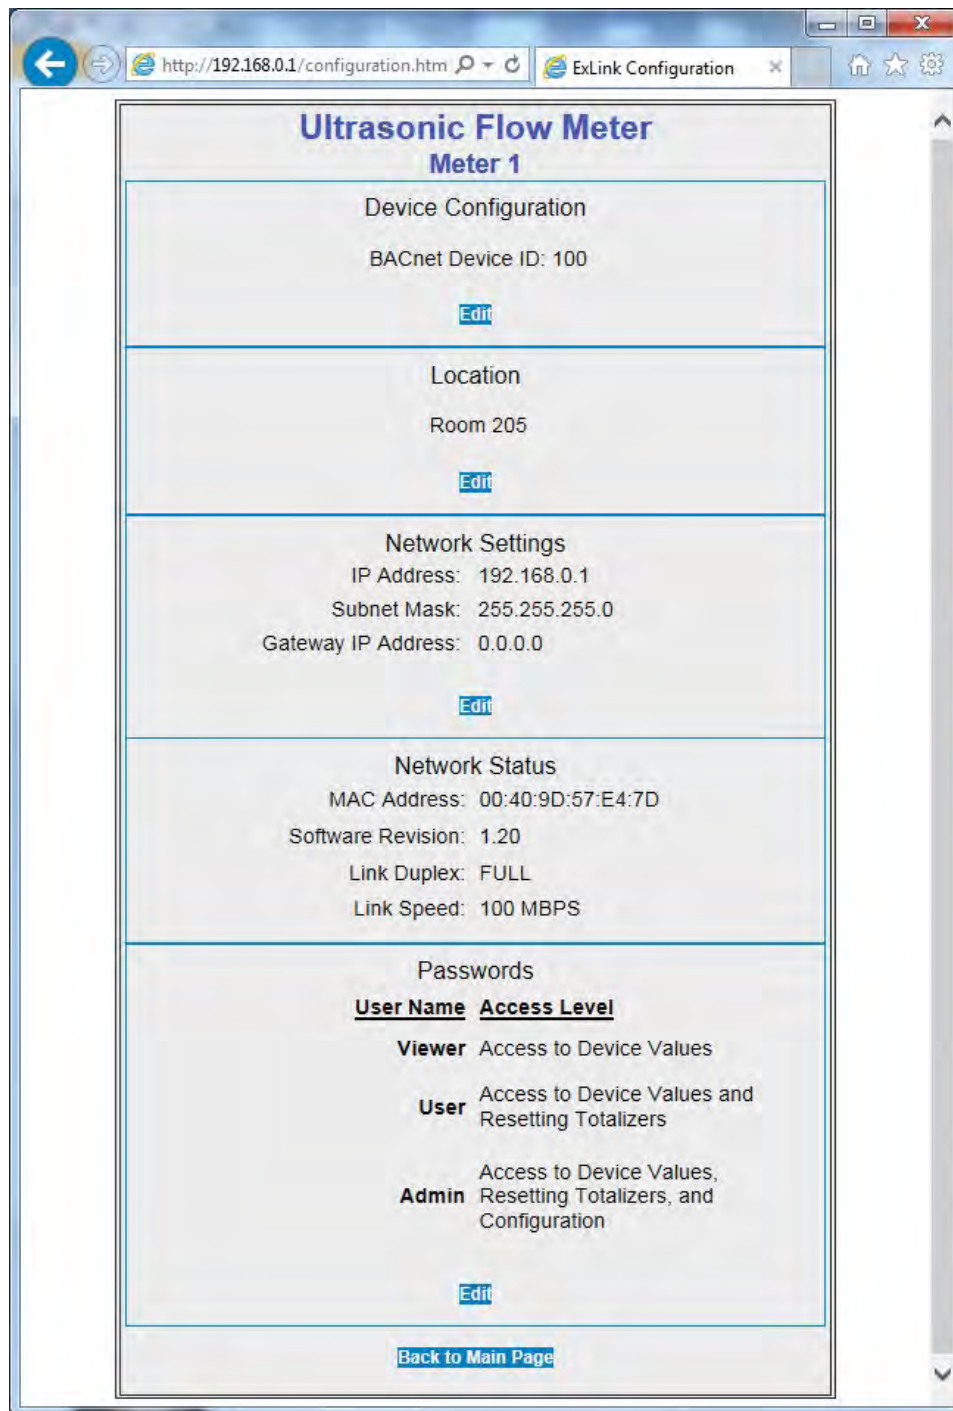 http://192.168.0.1/configuration.htm
ExLink Configuration
Ultrasonic Flow Meter
Meter 1
Device Configuration
BACnet Device ID: 100
Edit
Location
Room 205
Edit
Network Settings
IP Address: 192.168.0.1
Subnet Mask: 255.255.255.0
Gateway IP Address: 0.0.0.0
Edit
Network Status
MAC Address: 00:40:9D:57:E4:7D
Software Revision: 1.20
Link Duplex: FULL
Link Speed: 100 MBPS
Passwords
User Name Access Level
Viewer Access to Device Values
User Access to Device Values and
Resetting Totalizers
Access to Device Values,
Admin Resetting Totalizers, and
Configuration
Edit
Back to Main Page